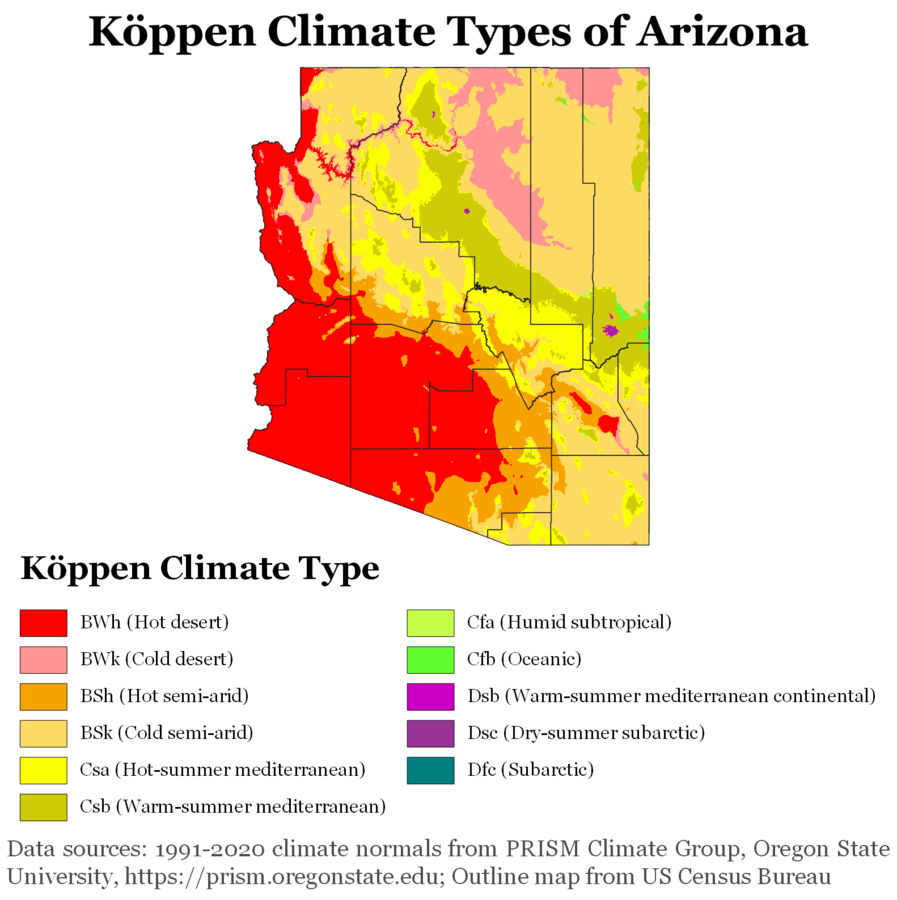 Köppen Climate Types of Arizona
Köppen Climate Type
BWh (Hot desert)
BWk (Cold desert)
BSh (Hot semi-arid)
BSk (Cold semi-arid)
Csa (Hot-summer mediterranean)
Csb (Warm-summer mediterranean)
Cfa (Humid subtropical)
Cfb (Oceanic)
Dsb (Warm-summer mediterranean continental)
Dsc (Dry-summer subarctic)
Dfc (Subarctic)
Data sources: 1991-2020 climate normals from PRISM Climate Group, Oregon State
University, https://prism.oregonstate.edu; Outline map from US Census Bureau